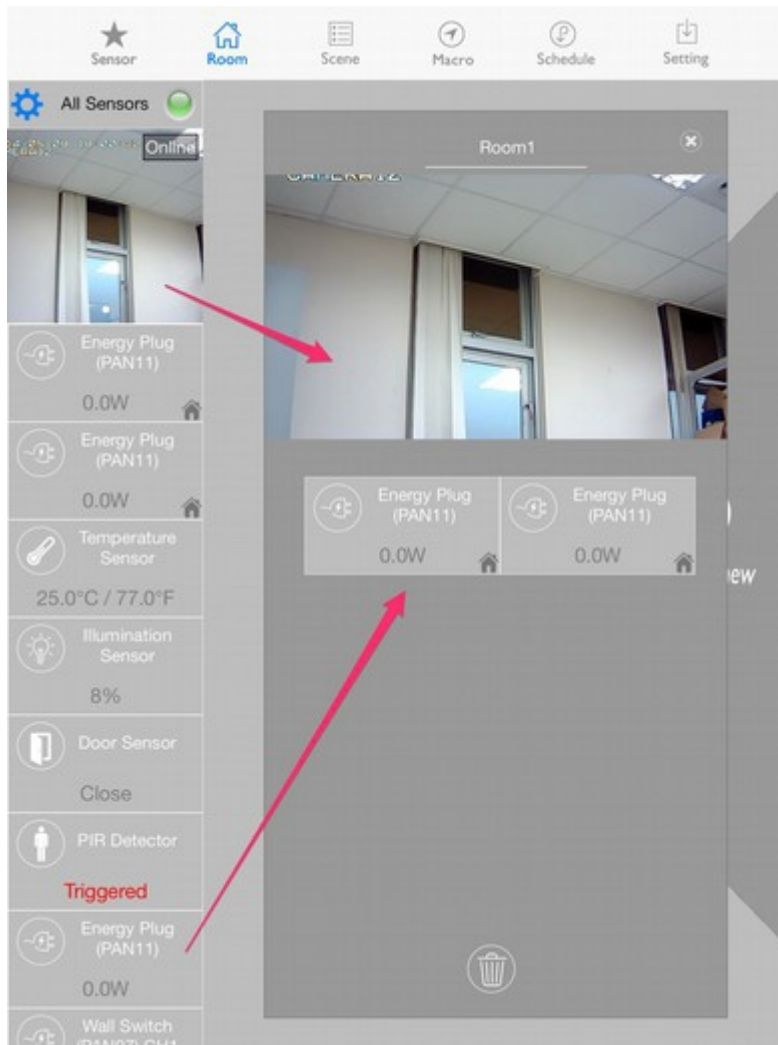 Sensor
Room
Scene
Macro
Schedule
Setting
All Sensors
Online
Energy Plug
(PAN11)
0.0W
Energy Plug
(PAN11)
0.0W
Temperature
Sensor
25.0°C / 77.0°F
Illumination
Sensor
8%
Door Sensor
Close
PIR Detector
Triggered
Energy Plug
(PAN11)
0.0W
Wall Switch
(PAN07) CH1
Room1
Energy Plug
(PAN11)
0.0W
Energy Plug
(PAN11)
0.0W